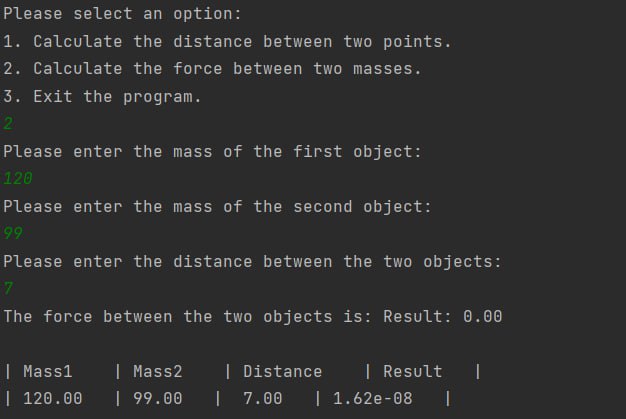 Please select an option:
1. Calculate the distance between two points.
2. Calculate the force between two masses.
3. Exit the program.
2
Please enter the mass of the first object:
120
Please enter the mass of the second object:
99
Please enter the distance between the two objects:
7
The force between the two objects is: Result: 0.00
| Mass1    | Mass2    | Distance    | Result   |
| 120.00   | 99.00   |  7.00   | 1.62e-08   |